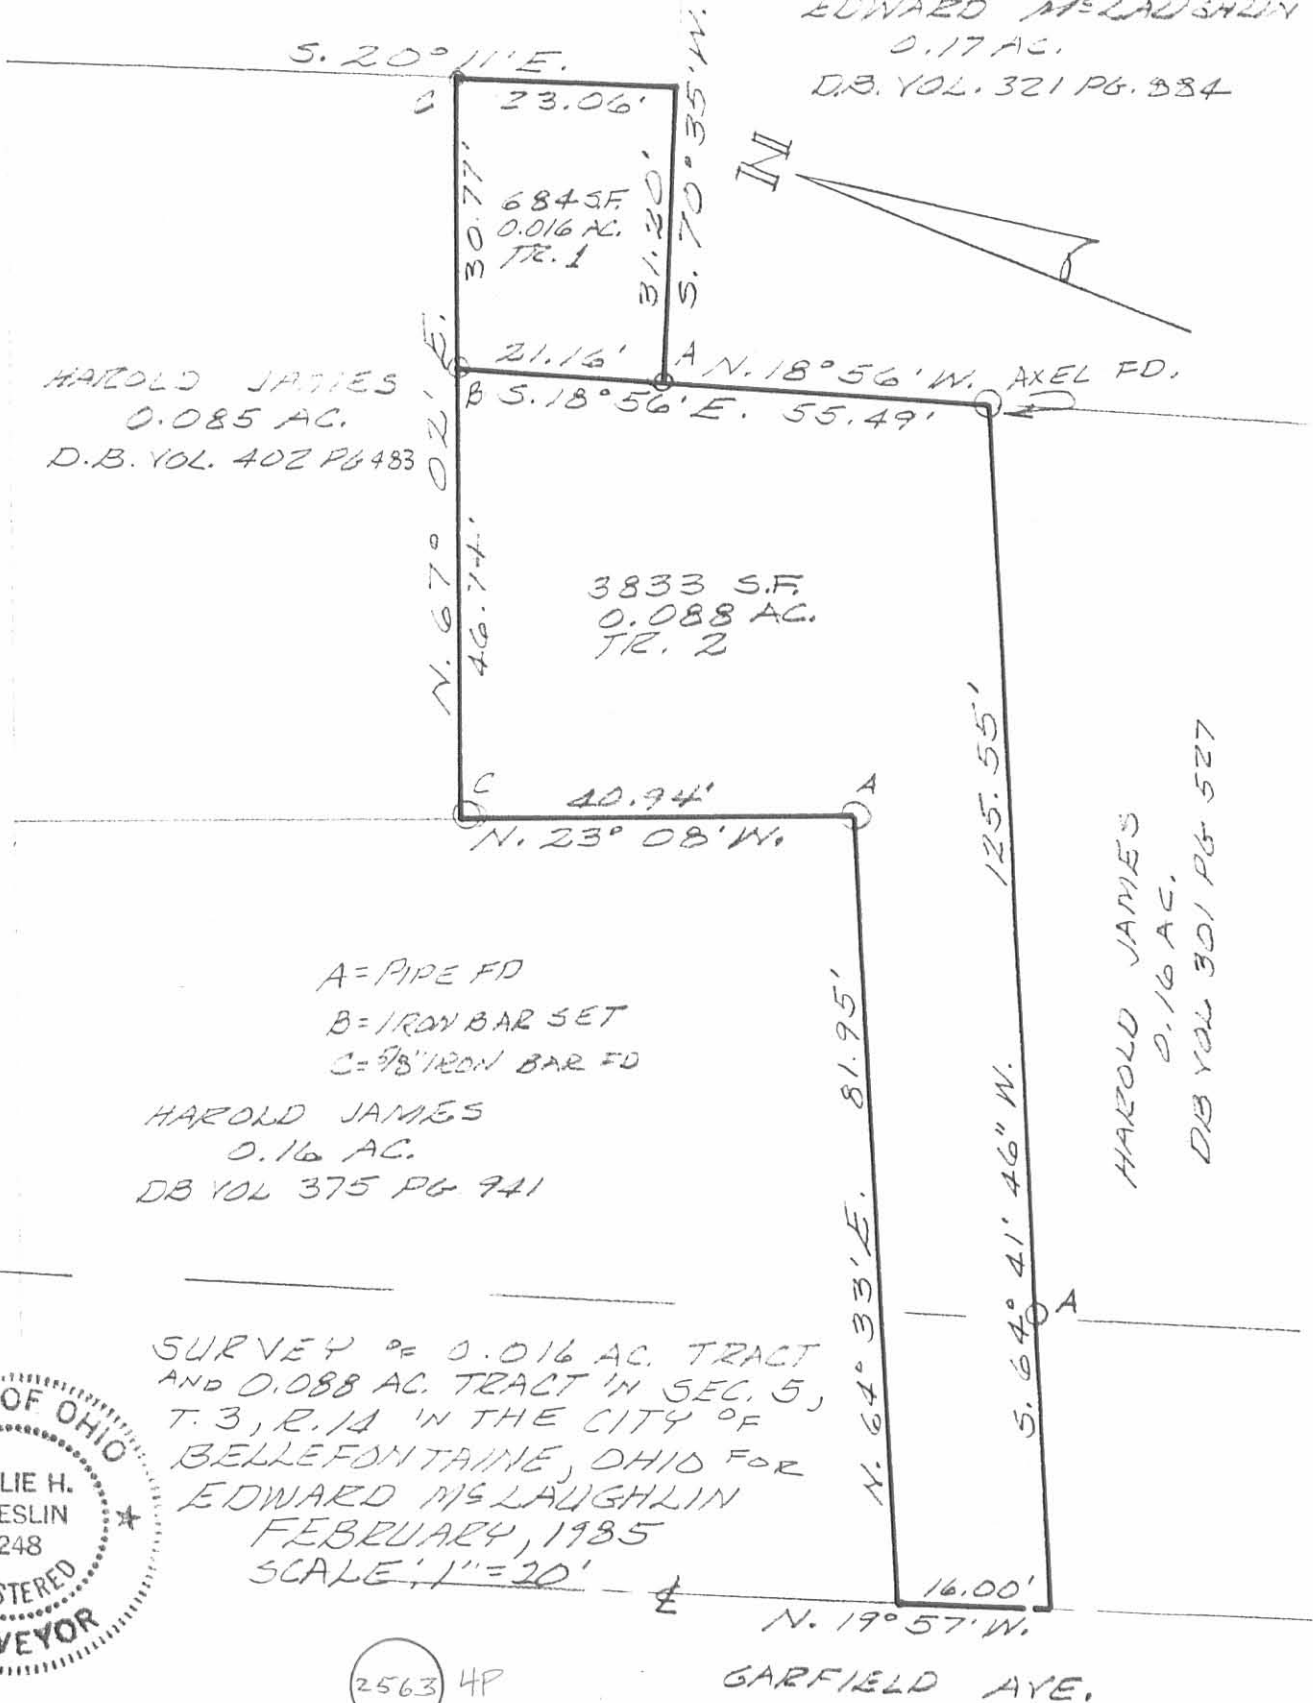 EDWARD McLAUGHLIN
0.17 AC.
D.B. VOL. 321 PG. 884
S. 20° 11' E.
C
23.06'
S. 70° 35' W.
31.20'
30.77'
684 S.F.
0.016 AC.
TR. 1
N
21.16'
A
N. 18° 56' W.
AXEL FD.
B
S. 18° 56' E.
55.49'
HAROLD JAMES
0.085 AC.
D.B. VOL. 402 PG 483
N. 67° 02' E.
46.74'
3833 S.F.
0.088 AC.
TR. 2
C
40.94'
A
N. 23° 08' W.
125.55'
S. 64° 41' 46" W.
HAROLD JAMES
0.16 AC.
DB VOL 301 PG 527
A = PIPE FD
B = IRON BAR SET
C = 5/8" IRON BAR FD
81.95'
N. 64° 33' E.
HAROLD JAMES
0.16 AC.
DB VOL 375 PG 941
A
SURVEY OF 0.016 AC. TRACT
AND 0.088 AC. TRACT IN SEC. 5,
T. 3, R. 14 IN THE CITY OF
BELLEFONTAINE, OHIO FOR
EDWARD McLAUGHLIN
FEBRUARY, 1985
SCALE: 1" = 20'
OF OHIO
LIE H.
ESLIN
248
STERED
VEYOR
℄
16.00'
N. 19° 57' W.
2563 4P
GARFIELD AVE.